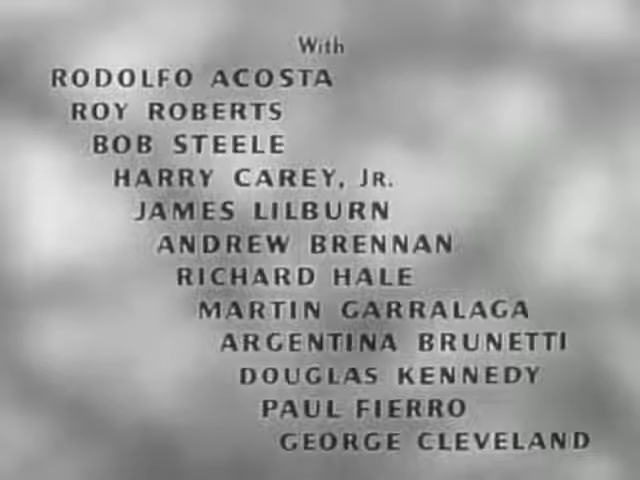 With
RODOLFO ACOSTA
ROY ROBERTS
BOB STEELE
HARRY CAREY, JR.
JAMES LILBURN
ANDREW BRENNAN
RICHARD HALE
MARTIN GARRALAGA
ARGENTINA BRUNETTI
DOUGLAS KENNEDY
PAUL FIERRO
GEORGE CLEVELAND